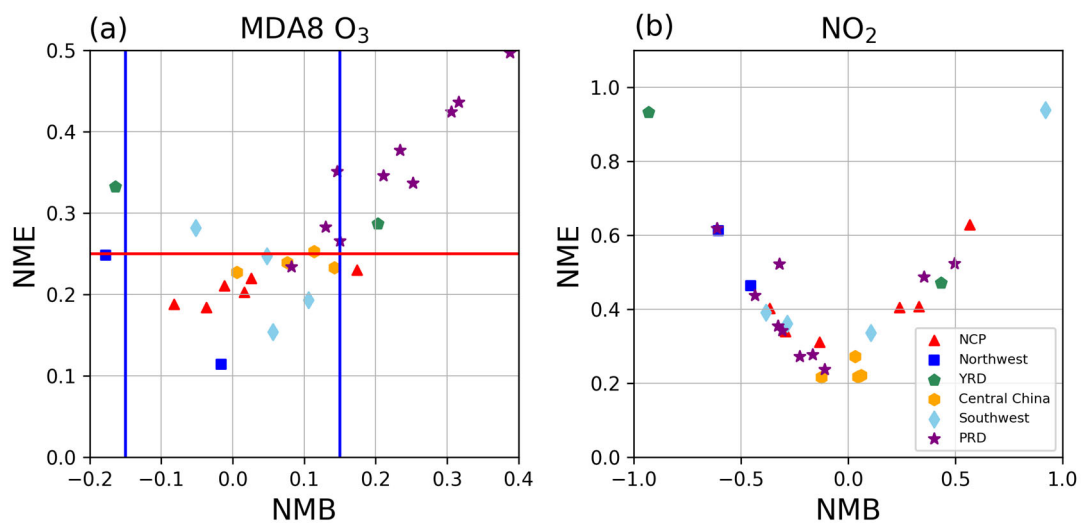 (a) MDA8 O₃
0.5
0.4
0.3
0.2
0.1
0.0
NME
−0.2 −0.1 0.0 0.1 0.2 0.3 0.4
NMB
(b) NO₂
1.0
0.8
0.6
0.4
0.2
0.0
NME
−1.0 −0.5 0.0 0.5 1.0
NMB
NCP
Northwest
YRD
Central China
Southwest
PRD